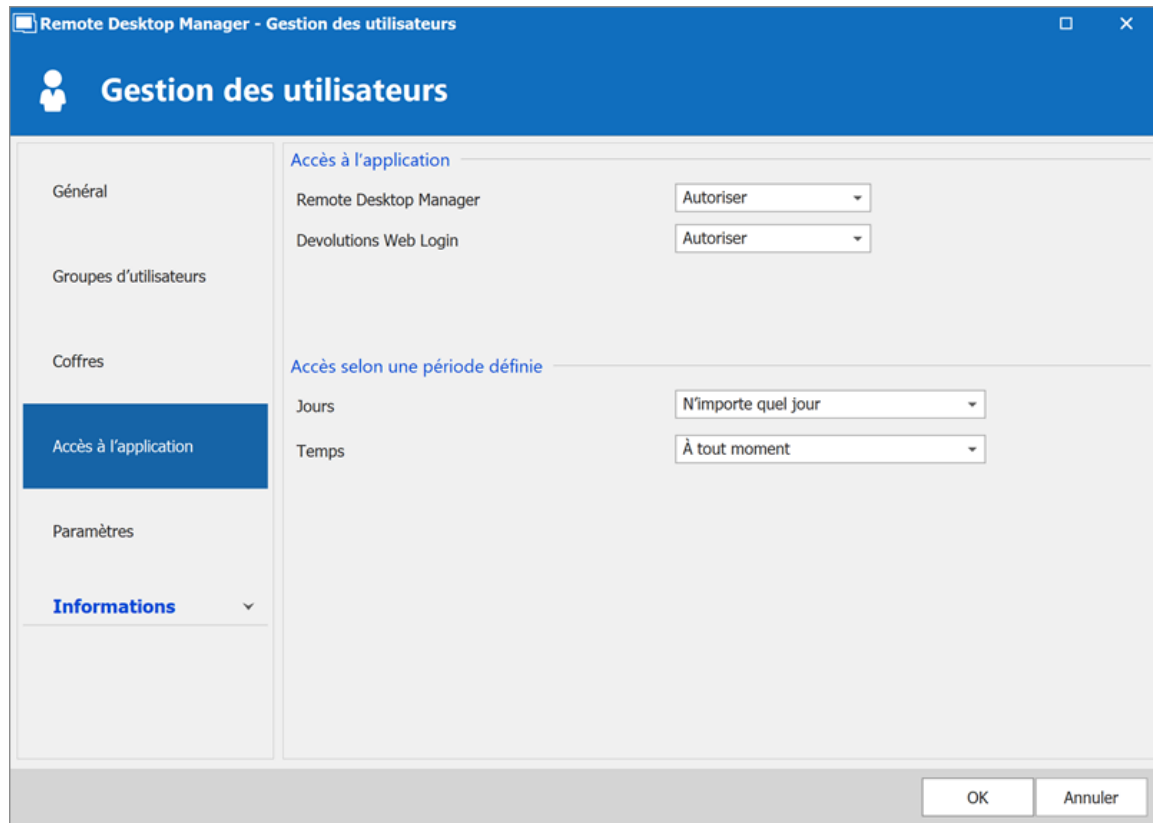 Remote Desktop Manager - Gestion des utilisateurs
Gestion des utilisateurs
Général
Groupes d'utilisateurs
Coffres
Accès à l'application
Paramètres
Informations
Accès à l'application
Remote Desktop Manager
Autoriser
Devolutions Web Login
Autoriser
Accès selon une période définie
Jours
N'importe quel jour
Temps
À tout moment
OK
Annuler